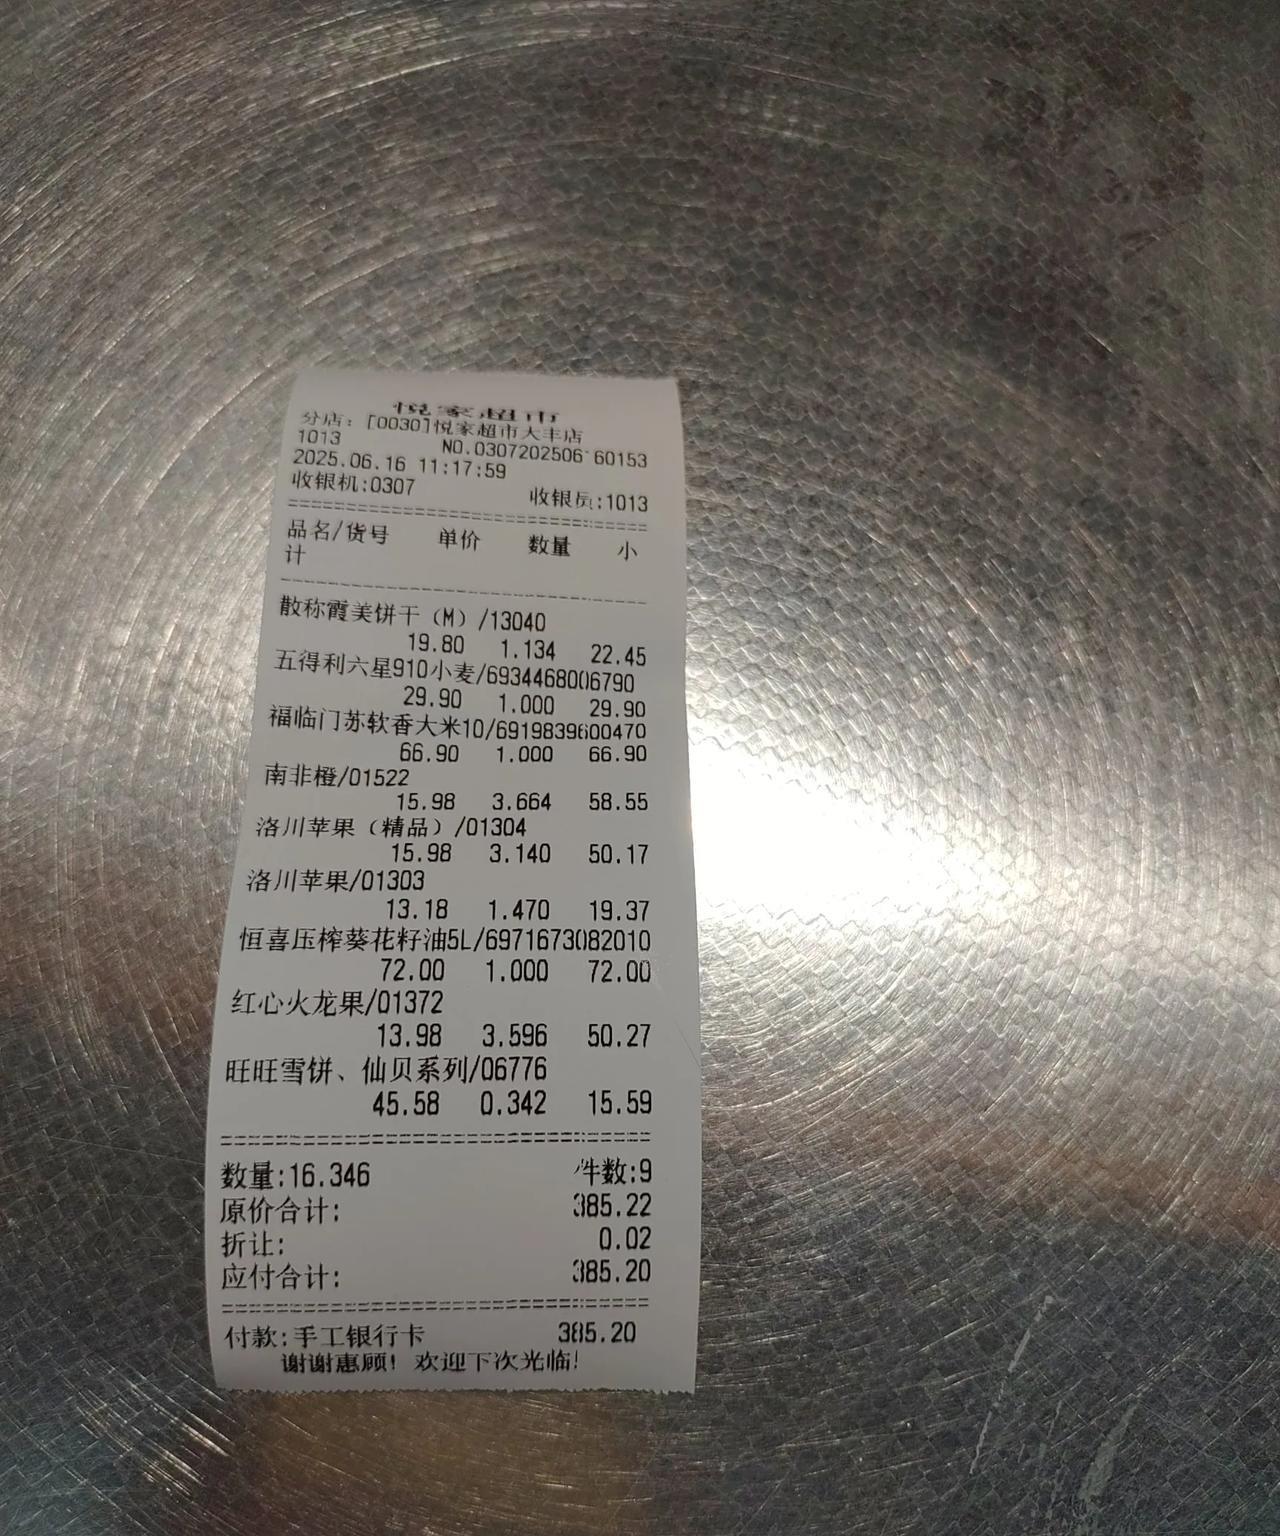 悦家超市
分店：[0030]悦家超市大丰店
1013 NO.0307202506 60153
2025.06.16 11:17:59
收银机:0307 收银员:1013
品名/货号 单价 数量 小
计
散称霞美饼干（M）/13040
19.80 1.134 22.45
五得利六星910小麦/6934468006790
29.90 1.000 29.90
福临门苏软香大米10/6919839600470
66.90 1.000 66.90
南非橙/01522
15.98 3.664 58.55
洛川苹果（精品）/01304
15.98 3.140 50.17
洛川苹果/01303
13.18 1.470 19.37
恒喜压榨葵花籽油5L/6971673082010
72.00 1.000 72.00
红心火龙果/01372
13.98 3.596 50.27
旺旺雪饼、仙贝系列/06776
45.58 0.342 15.59
数量:16.346 件数:9
原价合计: 385.22
折让: 0.02
应付合计: 385.20
付款:手工银行卡 385.20
谢谢惠顾！欢迎下次光临！